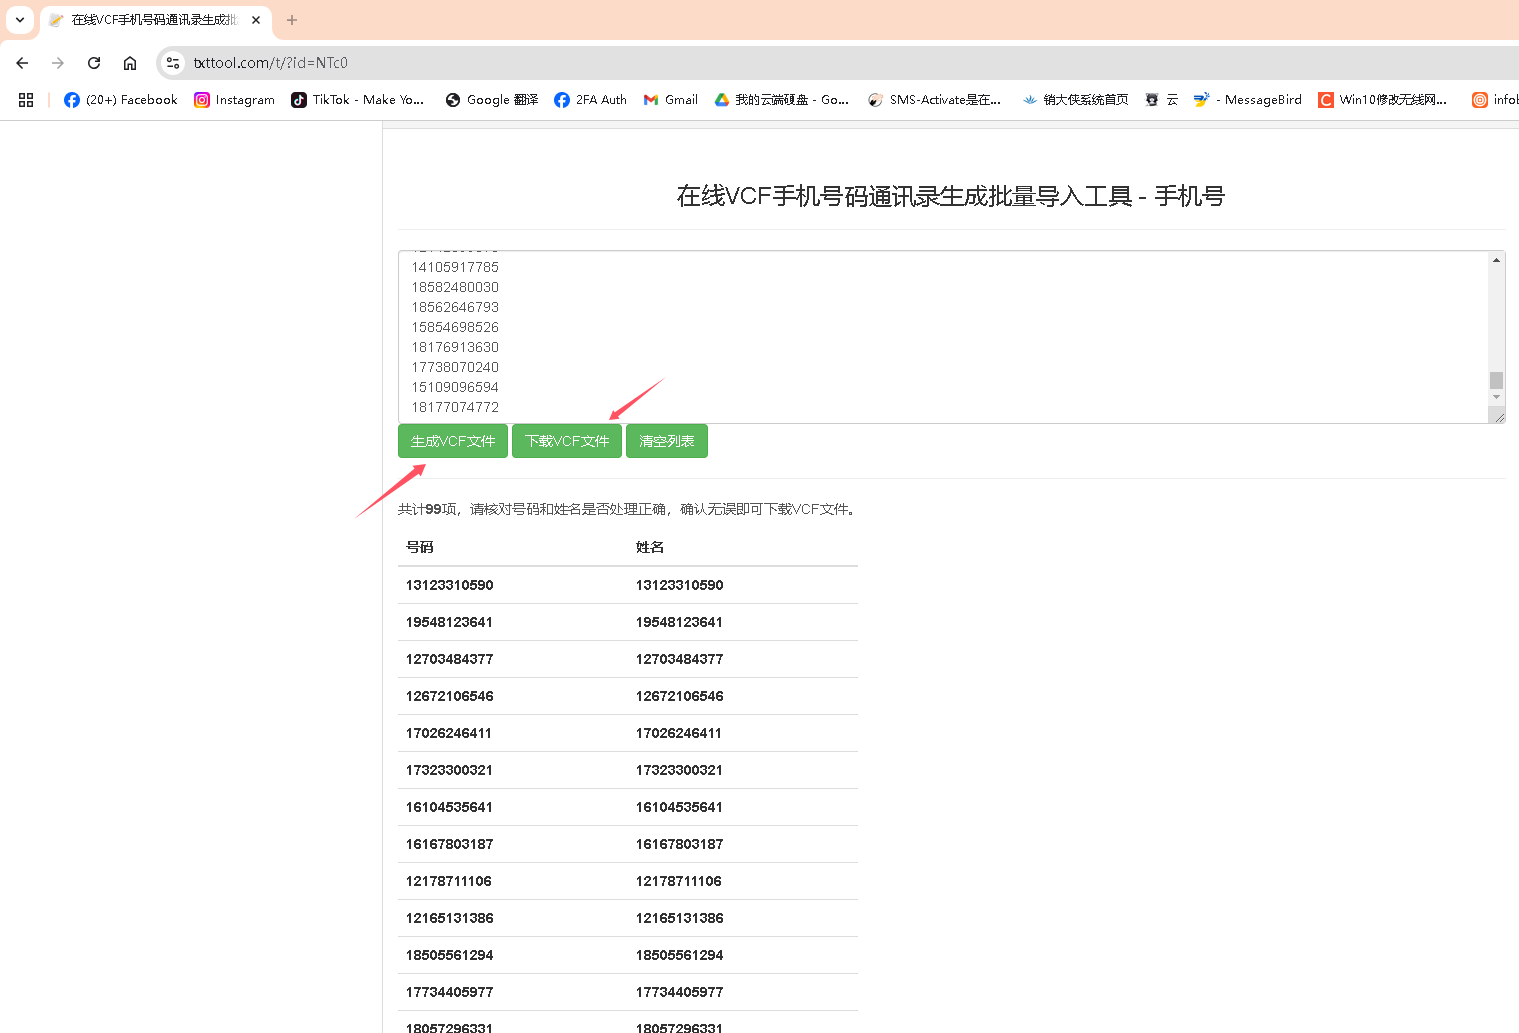 在线VCF手机号码通讯录生成批
txttool.com/t/?id=NTc0
(20+) Facebook
Instagram
TikTok - Make Yo...
Google 翻译
2FA Auth
Gmail
我的云端硬盘 - Go...
SMS-Activate是在...
销大侠系统首页
云
- MessageBird
Win10修改无线网...
infob
在线VCF手机号码通讯录生成批量导入工具 - 手机号
14105917785
18582480030
18562646793
15854698526
18176913630
17738070240
15109096594
18177074772
生成VCF文件 下载VCF文件 清空列表
共计99项，请核对号码和姓名是否处理正确，确认无误即可下载VCF文件。
号码 姓名
13123310590 13123310590
19548123641 19548123641
12703484377 12703484377
12672106546 12672106546
17026246411 17026246411
17323300321 17323300321
16104535641 16104535641
16167803187 16167803187
12178711106 12178711106
12165131386 12165131386
18505561294 18505561294
17734405977 17734405977
18057296331 18057296331